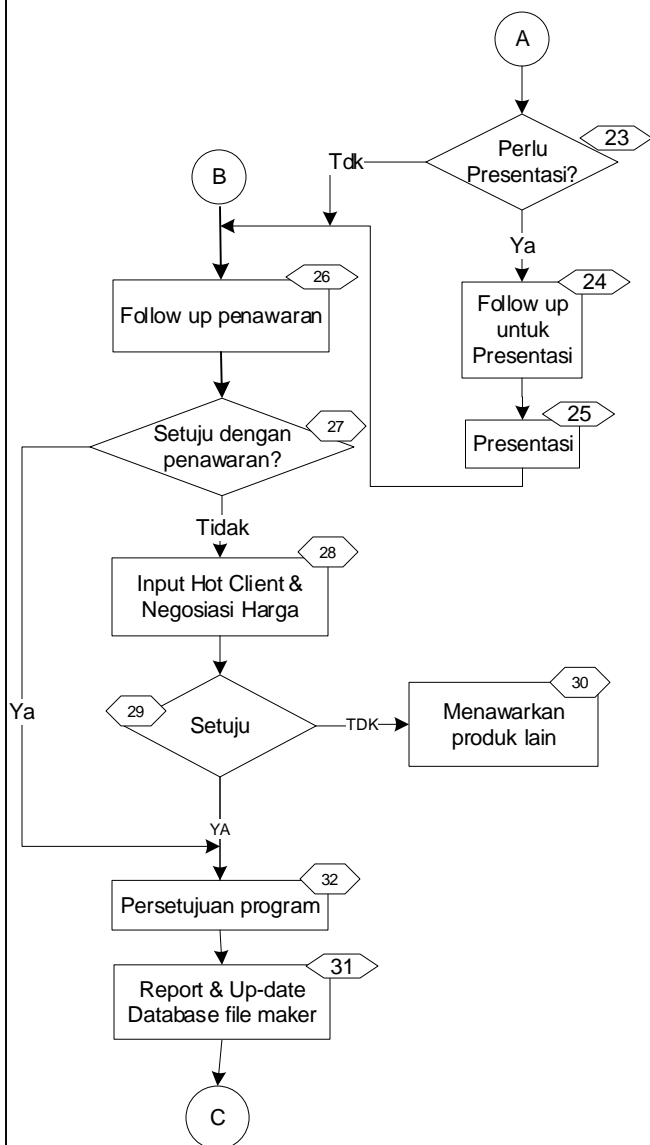 A
23
Perlu
Presentasi?
Tdk
Ya
B
24
Follow up
untuk
Presentasi
25
Presentasi
26
Follow up penawaran
27
Setuju dengan
penawaran?
Tidak
28
Input Hot Client &
Negosiasi Harga
Ya
29
Setuju
TDK
30
Menawarkan
produk lain
YA
32
Persetujuan program
31
Report & Up-date
Database file maker
C